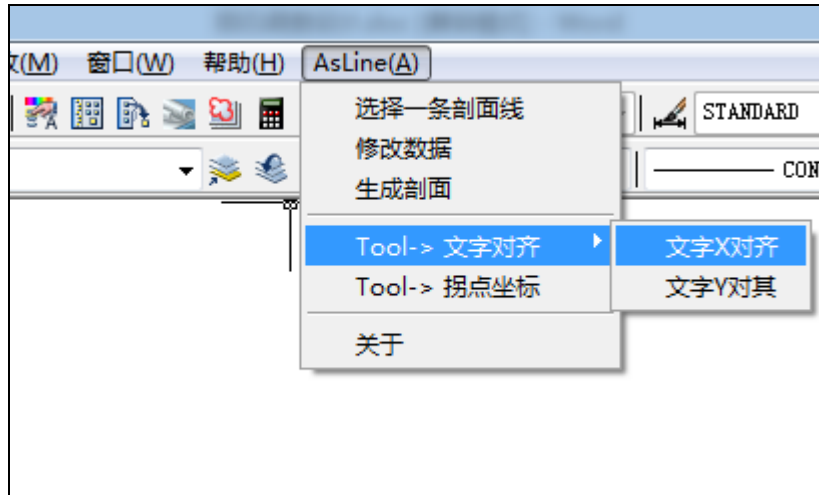 (M) 窗口(W) 帮助(H) AsLine(A)
选择一条剖面线
STANDARD
修改数据
生成剖面
CON
Tool-> 文字对齐
文字X对齐
Tool-> 拐点坐标
文字Y对其
关于